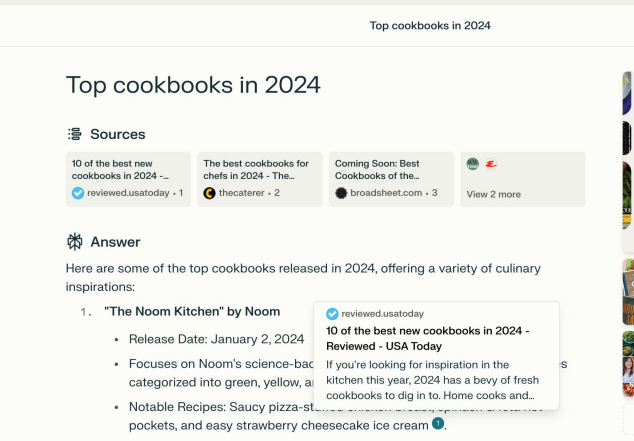 Top cookbooks in 2024
Top cookbooks in 2024
Sources
10 of the best new
cookbooks in 2024 -...
reviewed.usatoday • 1
The best cookbooks for
chefs in 2024 - The...
thecaterer • 2
Coming Soon: Best
Cookbooks of the...
broadsheet.com • 3
View 2 more
Answer
Here are some of the top cookbooks released in 2024, offering a variety of culinary
inspirations:
1. "The Noom Kitchen" by Noom
• Release Date: January 2, 2024
• Focuses on Noom's science-bac
categorized into green, yellow, a
• Notable Recipes: Saucy pizza-stuffed chicken breast, spinach
pockets, and easy strawberry cheesecake ice cream 1.
reviewed.usatoday
10 of the best new cookbooks in 2024 -
Reviewed - USA Today
If you're looking for inspiration in the
kitchen this year, 2024 has a bevy of fresh
cookbooks to dig in to. Home cooks and...